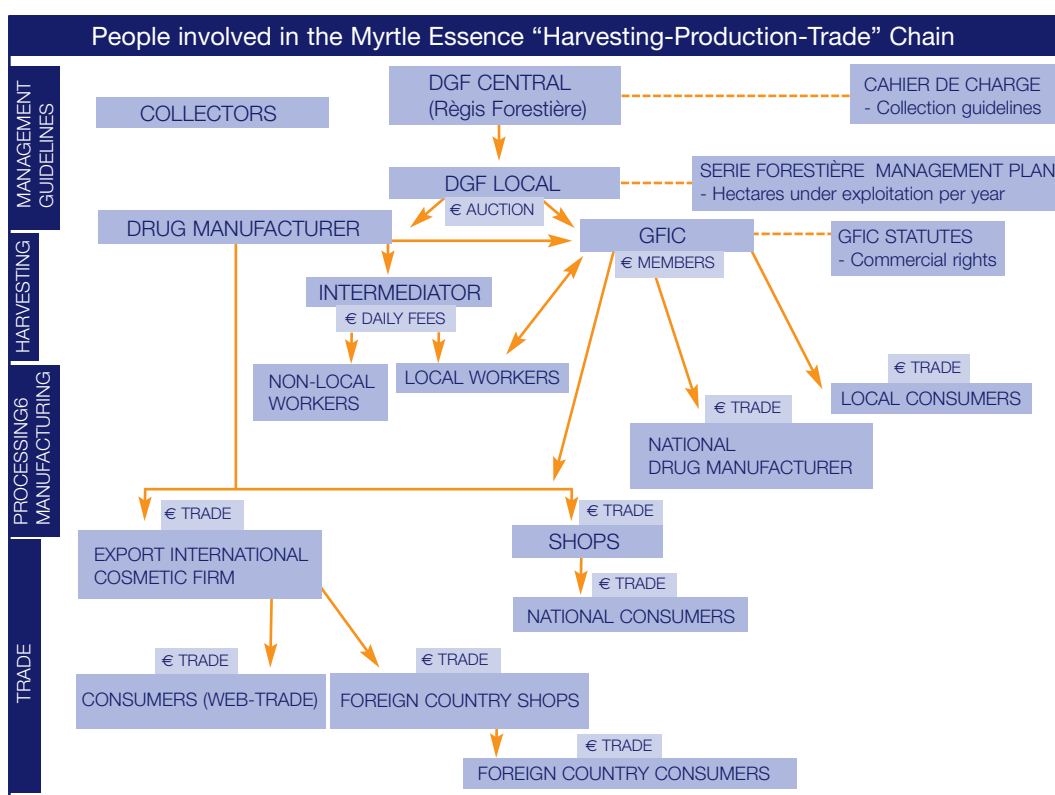 People involved in the Myrtle Essence “Harvesting-Production-Trade” Chain
MANAGEMENT
GUIDELINES
COLLECTORS
DGF CENTRAL
(Règis Forestière)
CAHIER DE CHARGE
- Collection guidelines
DGF LOCAL
€ AUCTION
SERIE FORESTIÈRE MANAGEMENT PLAN
- Hectares under exploitation per year
DRUG MANUFACTURER
GFIC
€ MEMBERS
GFIC STATUTES
- Commercial rights
HARVESTING
INTERMEDIATOR
€ DAILY FEES
NON-LOCAL
WORKERS
LOCAL WORKERS
€ TRADE
LOCAL CONSUMERS
PROCESSING6
MANUFACTURING
€ TRADE
NATIONAL
DRUG MANUFACTURER
€ TRADE
EXPORT INTERNATIONAL
COSMETIC FIRM
€ TRADE
SHOPS
€ TRADE
NATIONAL CONSUMERS
TRADE
€ TRADE
CONSUMERS (WEB-TRADE)
€ TRADE
FOREIGN COUNTRY SHOPS
€ TRADE
FOREIGN COUNTRY CONSUMERS